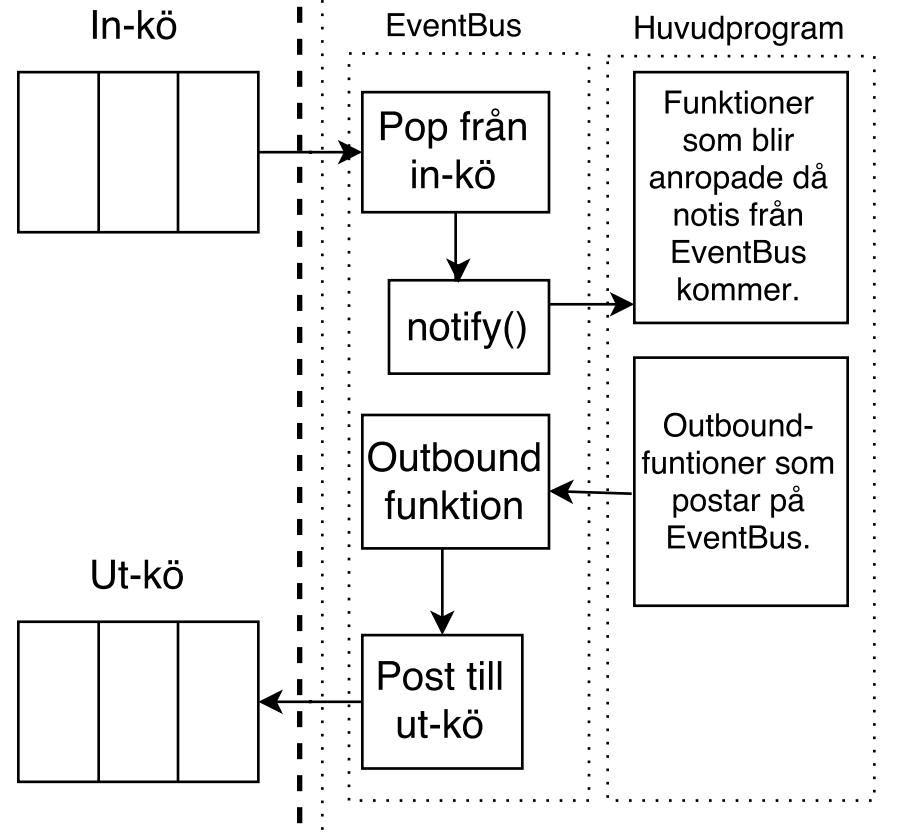 In-kö
EventBus
Huvudprogram
Pop från
in-kö
notify()
Funktioner
som blir
anropade då
notis från
EventBus
kommer.
Outbound
funktion
Outbound-
funtioner som
postar på
EventBus.
Ut-kö
Post till
ut-kö